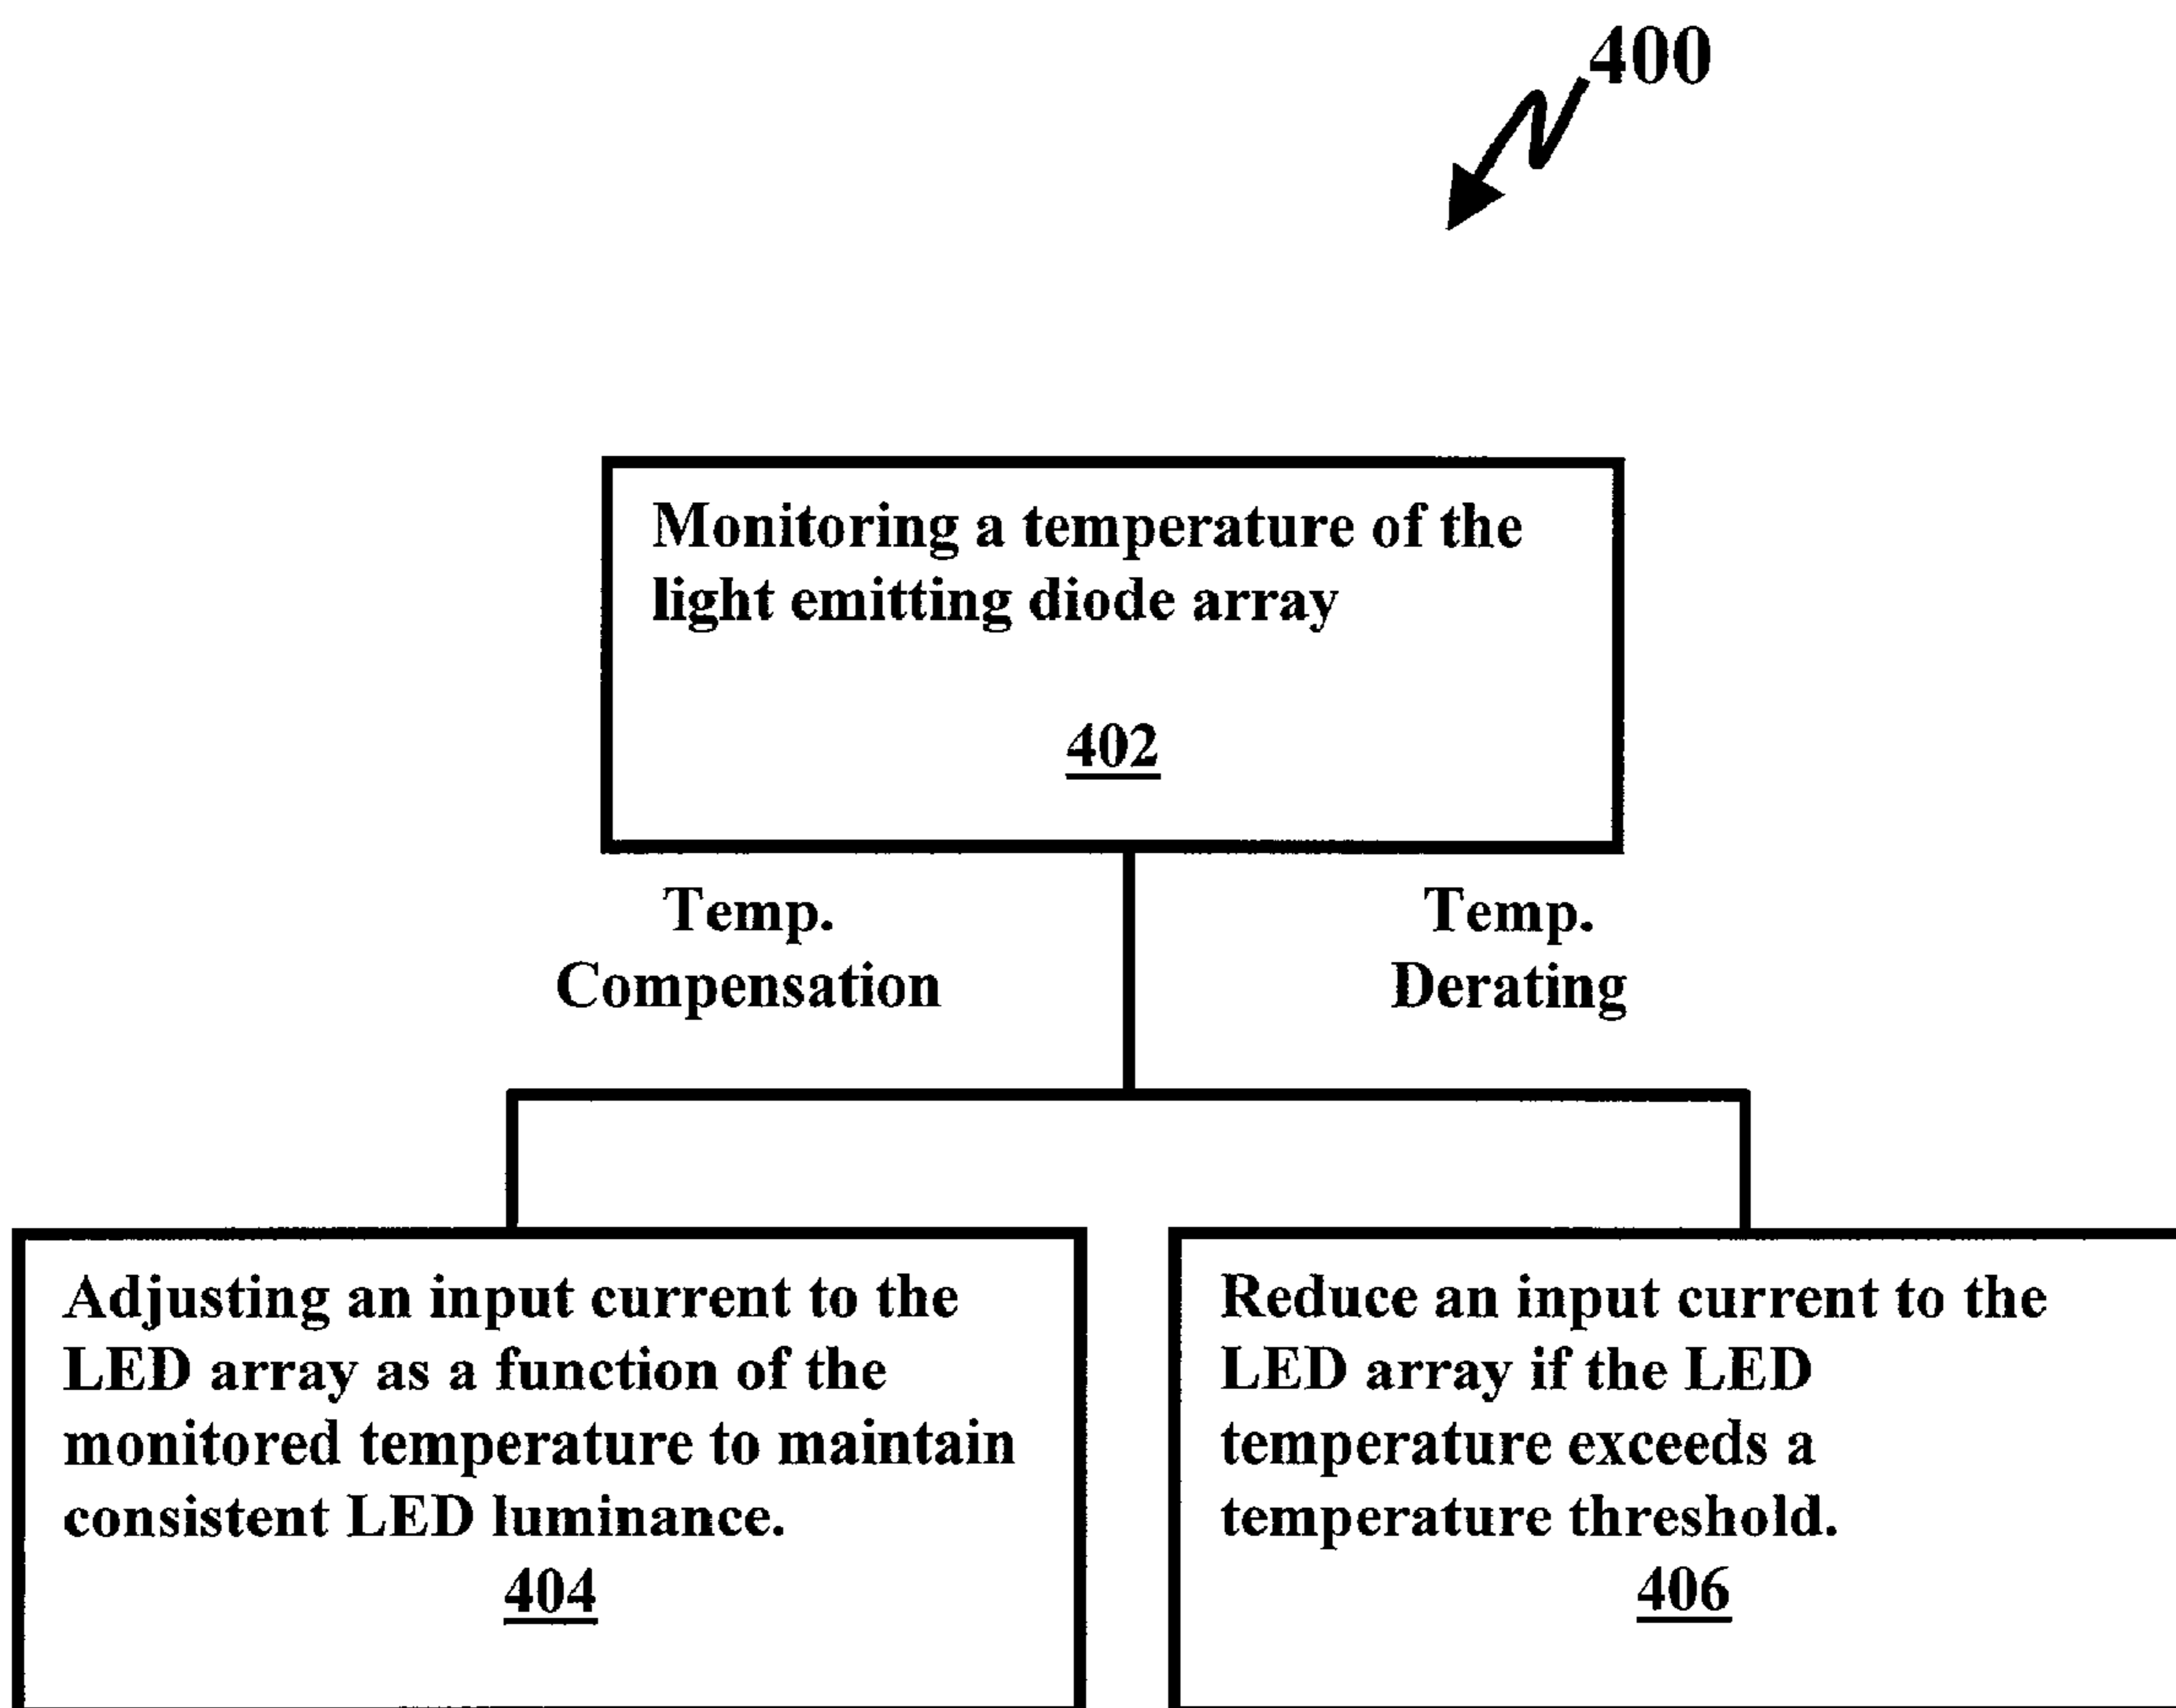 400
Monitoring a temperature of the
light emitting diode array
402
Temp.
Compensation
Temp.
Derating
Adjusting an input current to the
LED array as a function of the
monitored temperature to maintain
consistent LED luminance.
404
Reduce an input current to the
LED array if the LED
temperature exceeds a
temperature threshold.
406